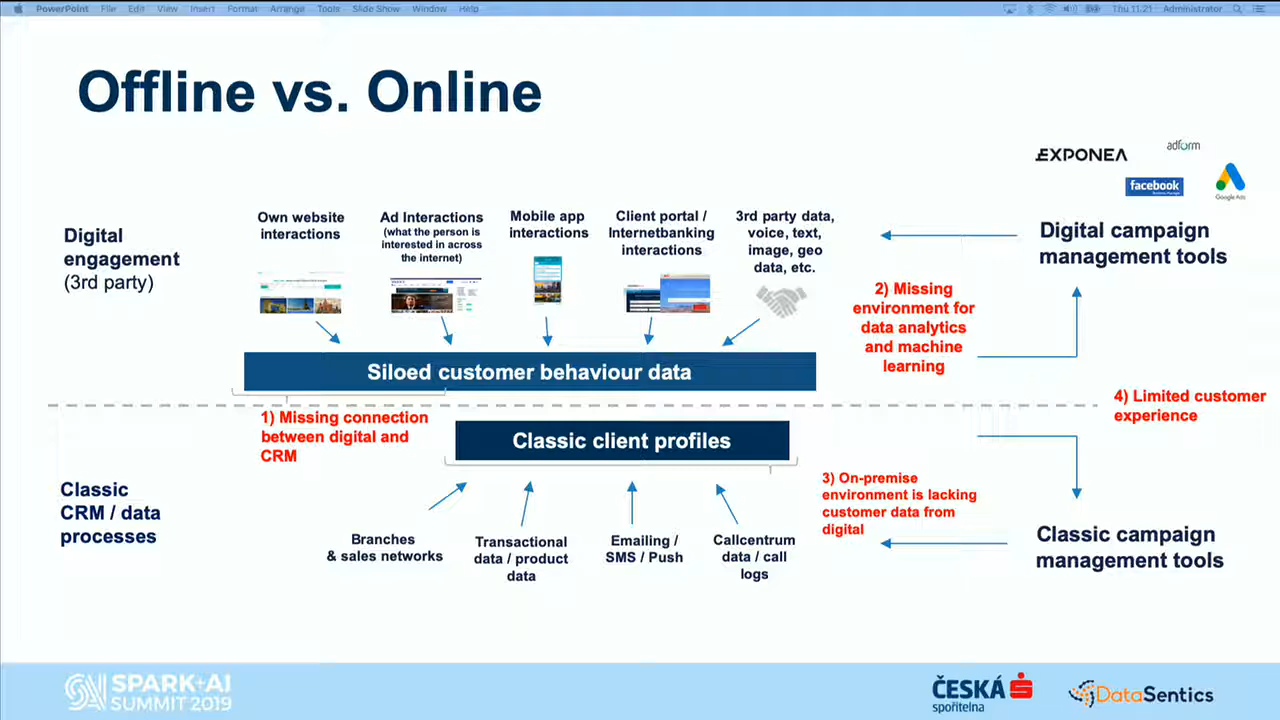 PowerPoint File Edit View Insert Format Arrange Tools Slide Show Window Help Thu 11.21 Administrator
Offline vs. Online
EXPONEA
adform
facebook
Google Ads
Digital
engagement
(3rd party)
Own website
interactions
Ad Interactions
(what the person is
interested in across
the internet)
Mobile app
interactions
Client portal /
Internetbanking
interactions
3rd party data,
voice, text,
image, geo
data, etc.
Digital campaign
management tools
2) Missing
environment for
data analytics
and machine
learning
Siloed customer behaviour data
4) Limited customer
experience
1) Missing connection
between digital and
CRM
Classic client profiles
Classic
CRM / data
processes
3) On-premise
environment is lacking
customer data from
digital
Branches
& sales networks
Transactional
data / product
data
Emailing /
SMS / Push
Callcentrum
data / call
logs
Classic campaign
management tools
SPARK+AI
SUMMIT 2019
ČESKÁ
spořitelna
DataSentics